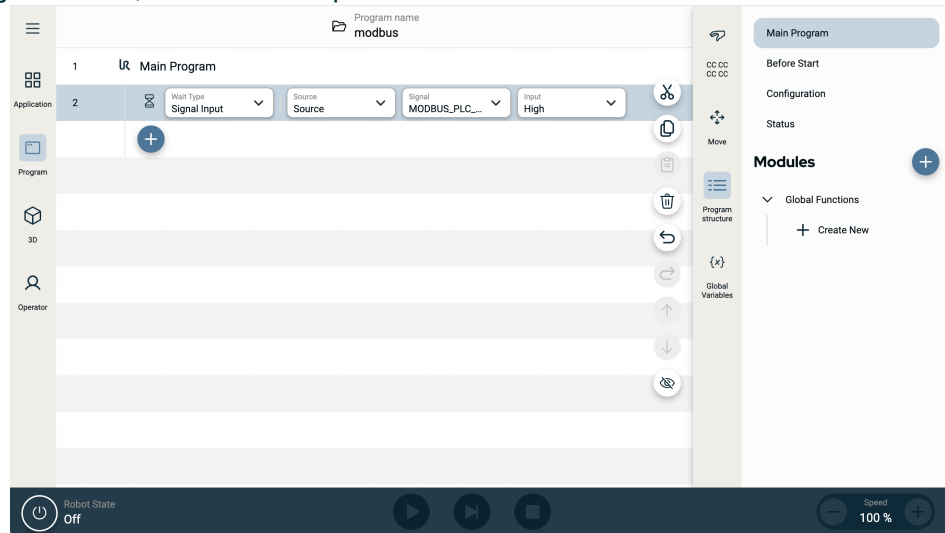 Program name
modbus
Application
Program
3D
Operator
1 Main Program
2
Wait Type
Signal Input
Source
Source
Signal
MODBUS_PLC_...
Input
High
CC CC
CC CC
Move
Program
structure
{x}
Global
Variables
Main Program
Before Start
Configuration
Status
Modules
Global Functions
Create New
Robot State
Off
Speed
100 %